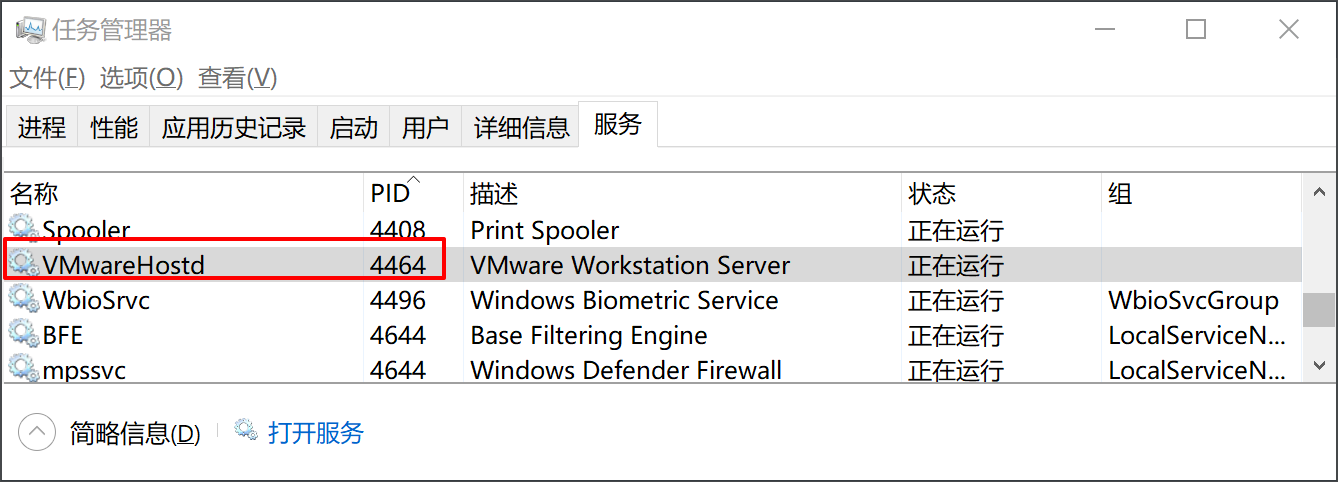 任务管理器
文件(F) 选项(O) 查看(V)
进程 性能 应用历史记录 启动 用户 详细信息 服务
名称 PID 描述 状态 组
Spooler 4408 Print Spooler 正在运行
VMwareHostd 4464 VMware Workstation Server 正在运行
WbioSrvc 4496 Windows Biometric Service 正在运行 WbioSvcGroup
BFE 4644 Base Filtering Engine 正在运行 LocalServiceN...
mpssvc 4644 Windows Defender Firewall 正在运行 LocalServiceN...
简略信息(D) 打开服务